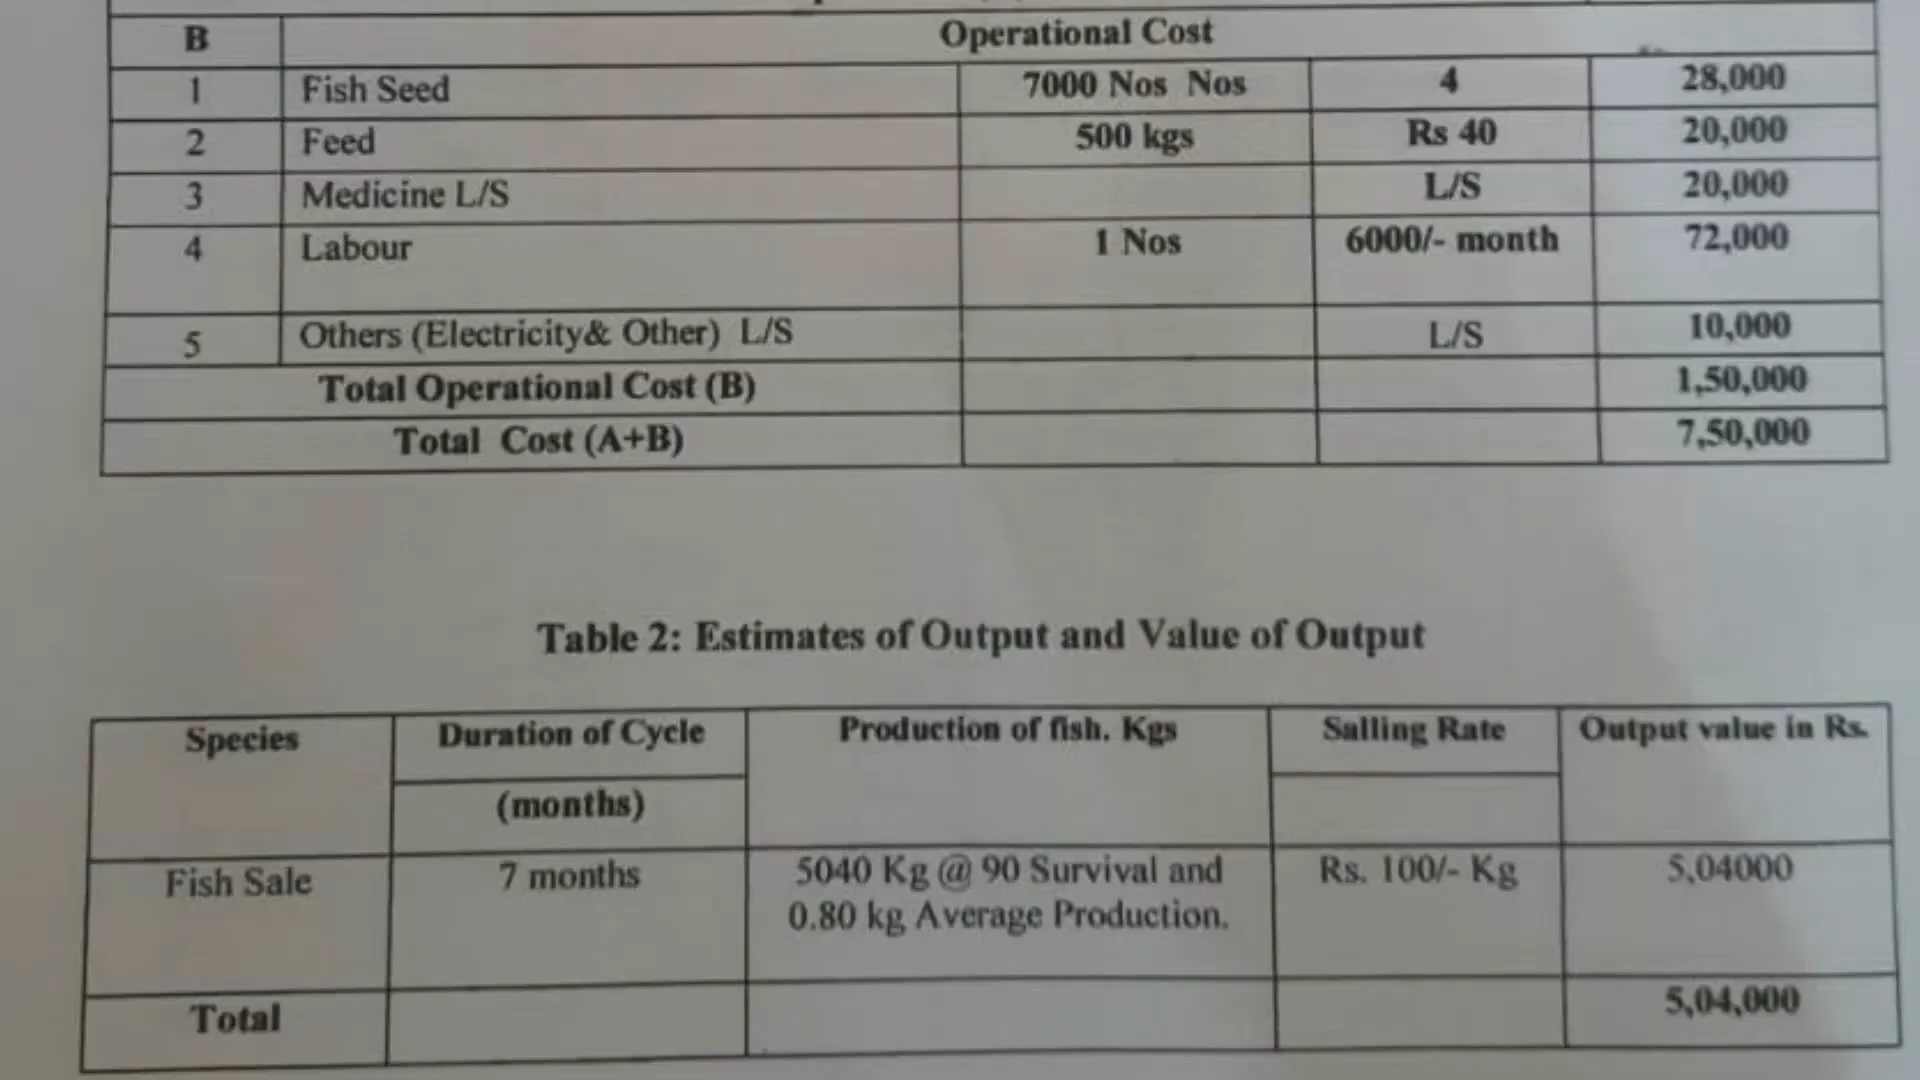 B Operational Cost
1 Fish Seed 7000 Nos Nos 4 28,000
2 Feed 500 kgs Rs 40 20,000
3 Medicine L/S L/S 20,000
4 Labour 1 Nos 6000/- month 72,000
5 Others (Electricity& Other) L/S L/S 10,000
Total Operational Cost (B) 1,50,000
Total Cost (A+B) 7,50,000
Table 2: Estimates of Output and Value of Output
Species Duration of Cycle Production of fish. Kgs Salling Rate Output value in Rs.
(months)
Fish Sale 7 months 5040 Kg @ 90 Survival and Rs. 100/- Kg 5,04000
0.80 kg Average Production.
Total 5,04,000